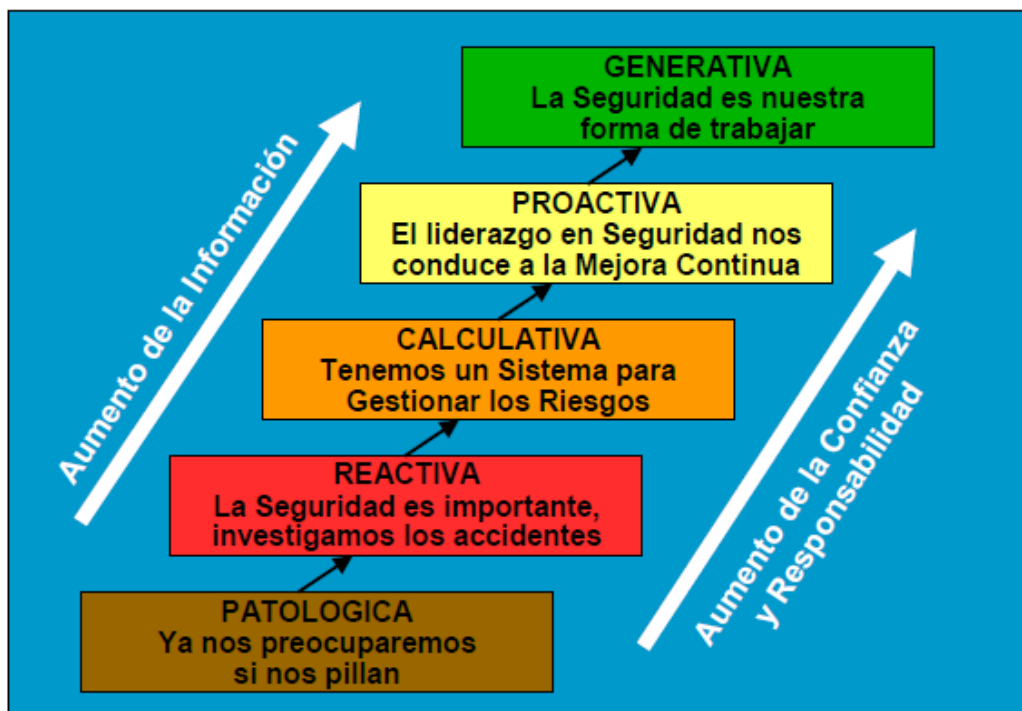 GENERATIVA
La Seguridad es nuestra
forma de trabajar
PROACTIVA
El liderazgo en Seguridad nos
conduce a la Mejora Continua
CALCULATIVA
Tenemos un Sistema para
Gestionar los Riesgos
REACTIVA
La Seguridad es importante,
investigamos los accidentes
PATOLOGICA
Ya nos preocuparemos
si nos pillan
Aumento de la Información
Aumento de la Confianza
y Responsabilidad